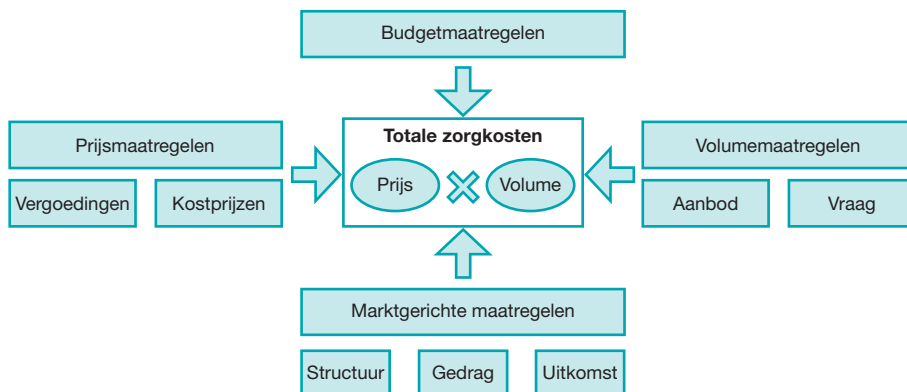 Budgetmaatregelen
Totale zorgkosten
Prijsmaatregelen
Volumemaatregelen
Prijs
Volume
Vergoedingen
Kostprijzen
Aanbod
Vraag
Marktgerichte maatregelen
Structuur
Gedrag
Uitkomst